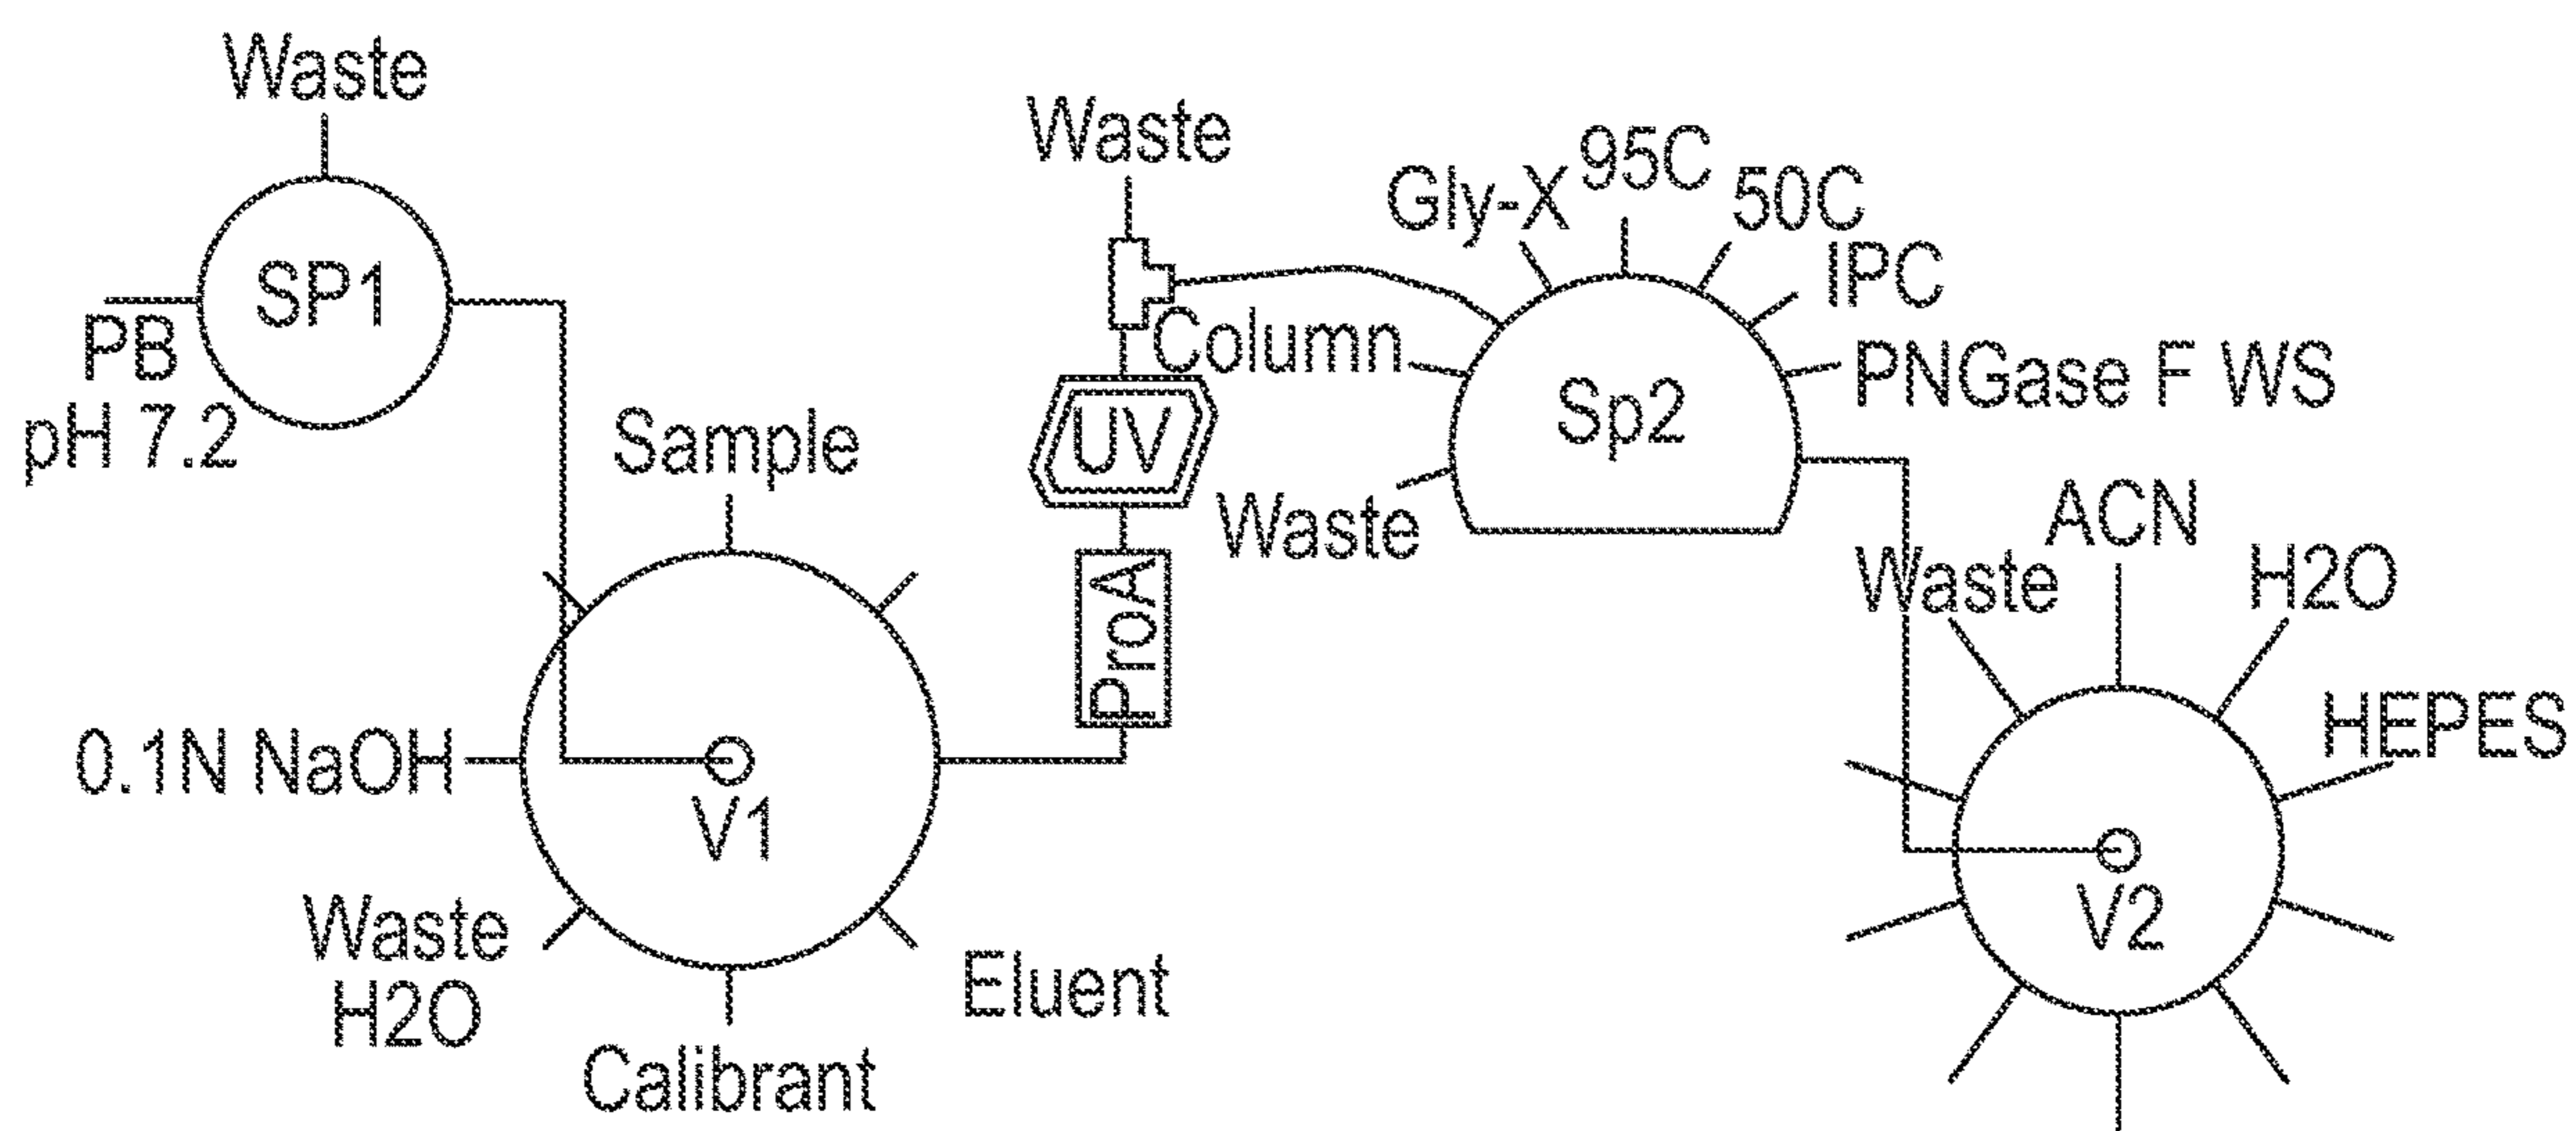 Waste
SP1
PB
pH 7.2
Sample
0.1N NaOH
V1
Waste
H2O
Calibrant
Eluent
Waste
UV
ProA
Column
Gly-X
95C
50C
IPC
PNGase F WS
Sp2
Waste
Waste
ACN
H2O
HEPES
V2